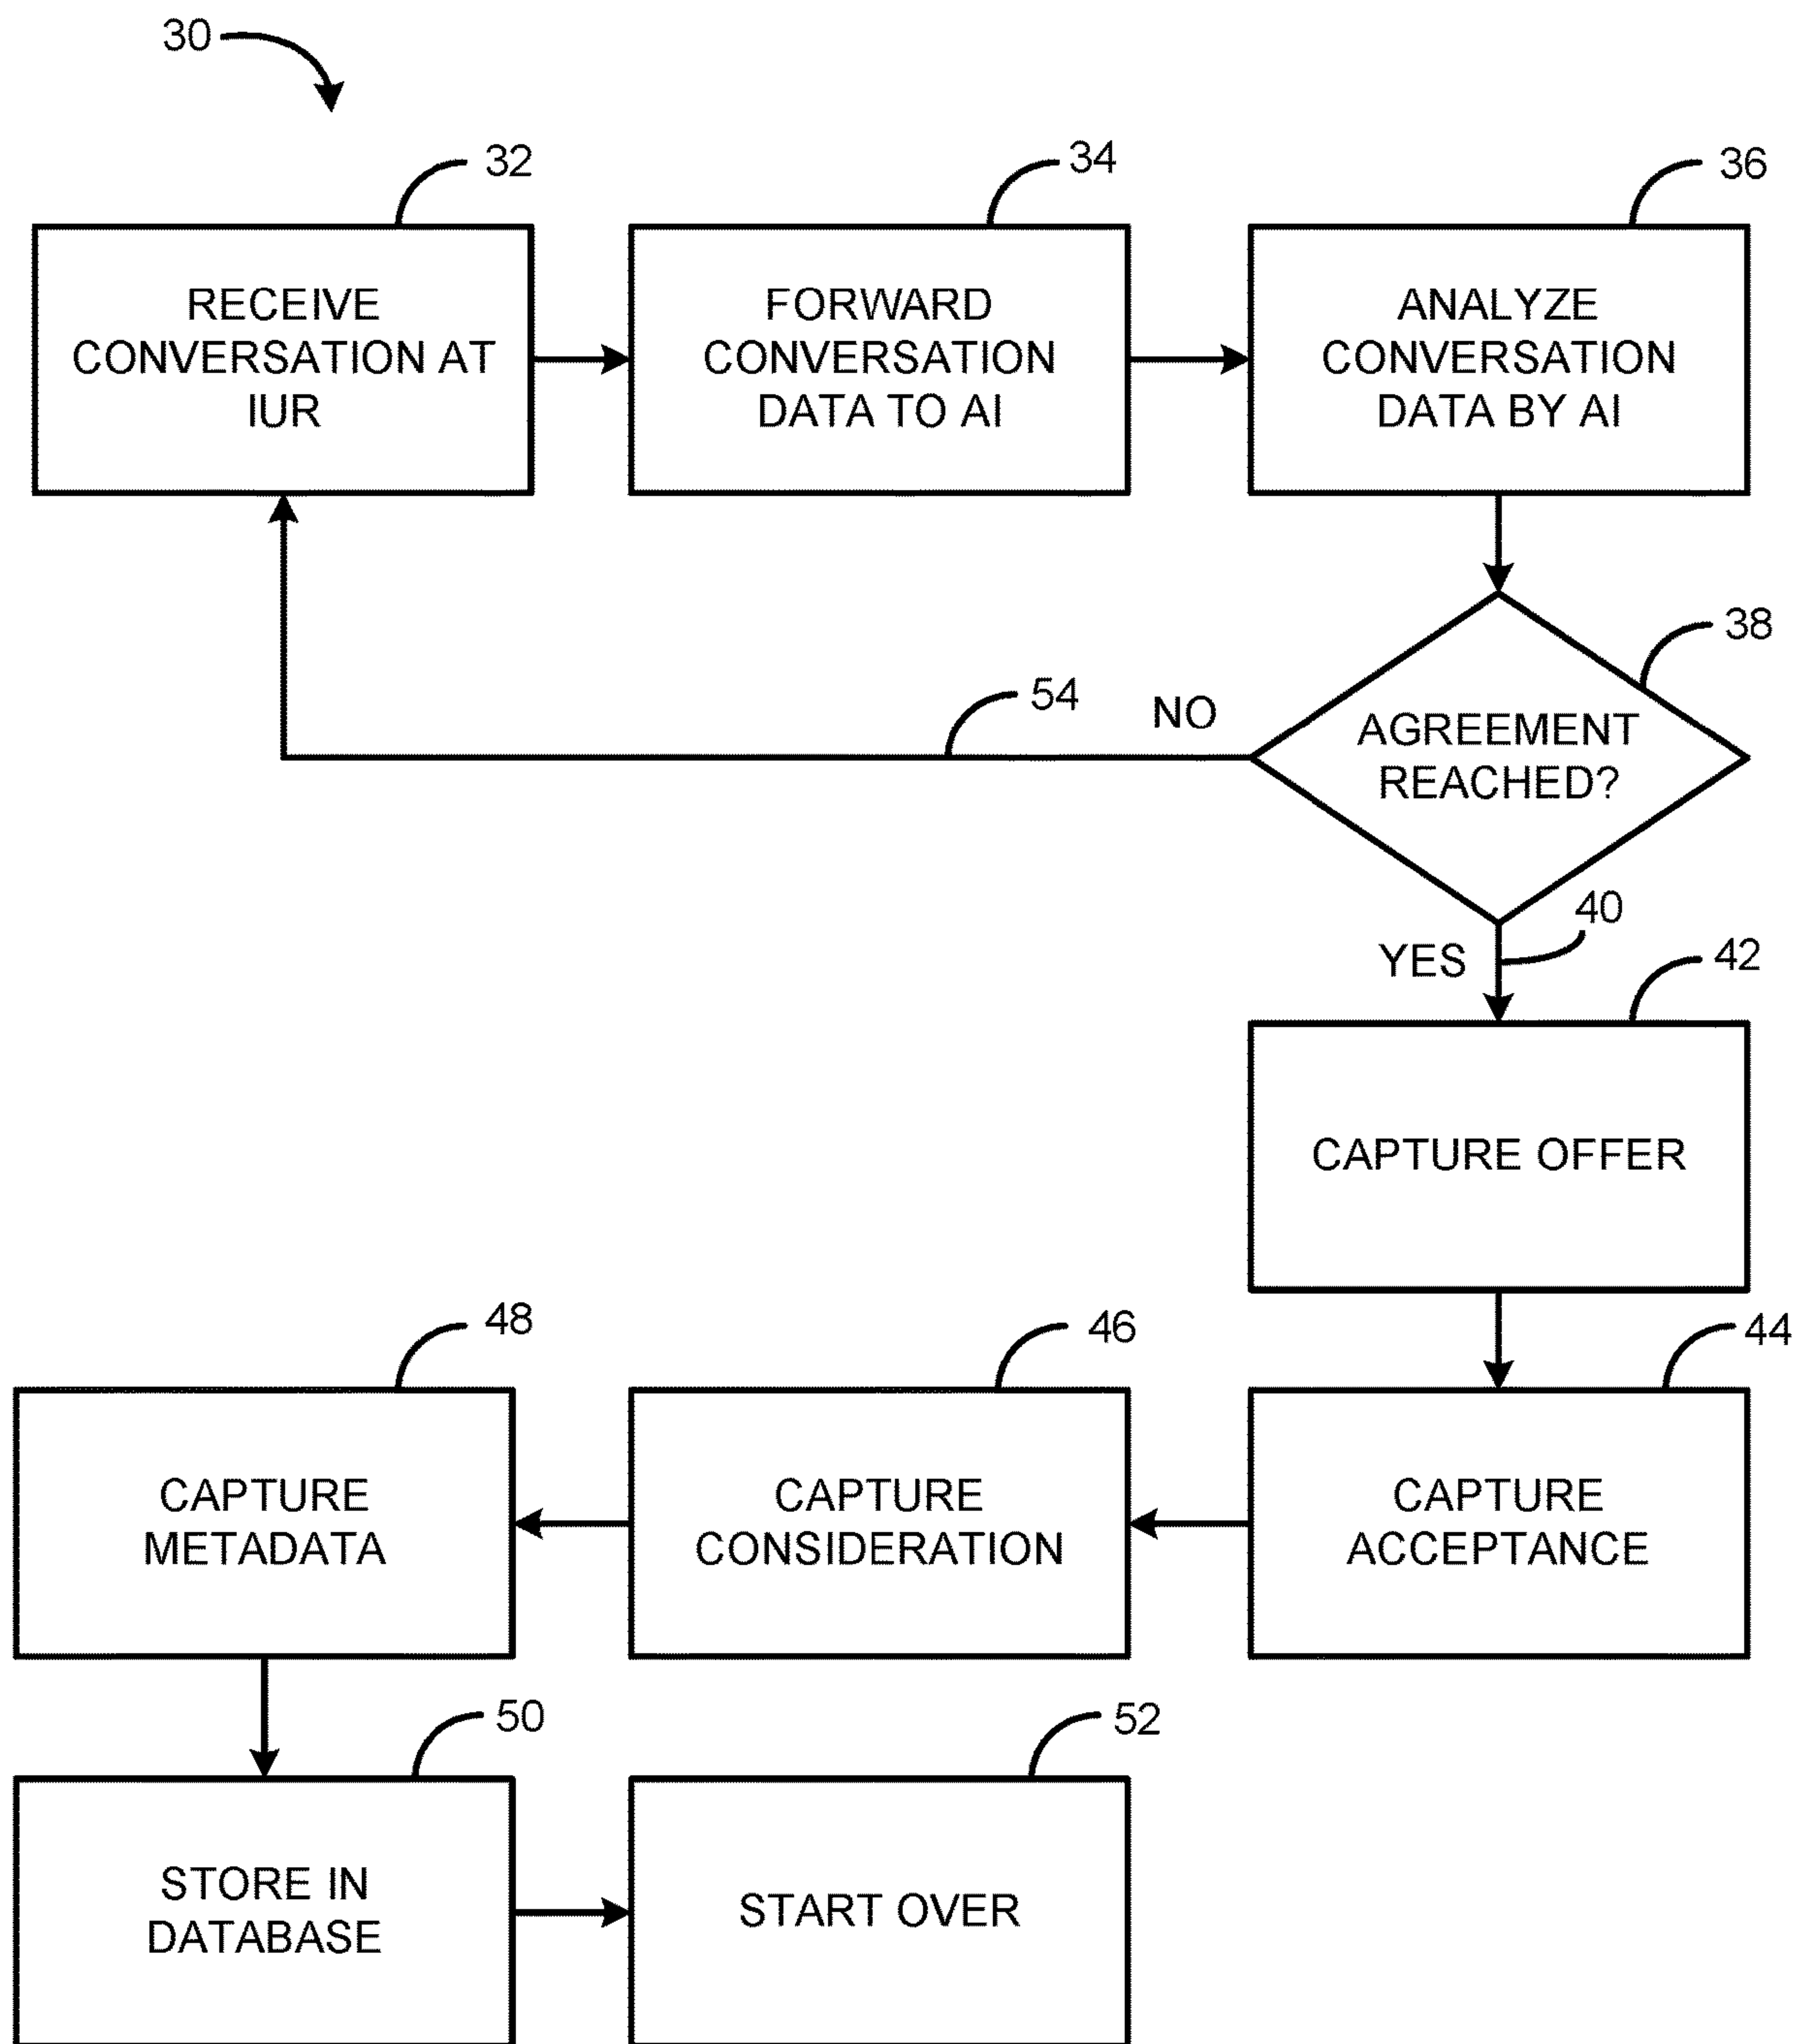 30
32
RECEIVE
CONVERSATION AT
IUR
34
FORWARD
CONVERSATION
DATA TO AI
36
ANALYZE
CONVERSATION
DATA BY AI
38
AGREEMENT
REACHED?
54
NO
40
YES
42
CAPTURE OFFER
44
CAPTURE
ACCEPTANCE
46
CAPTURE
CONSIDERATION
48
CAPTURE
METADATA
50
STORE IN
DATABASE
52
START OVER